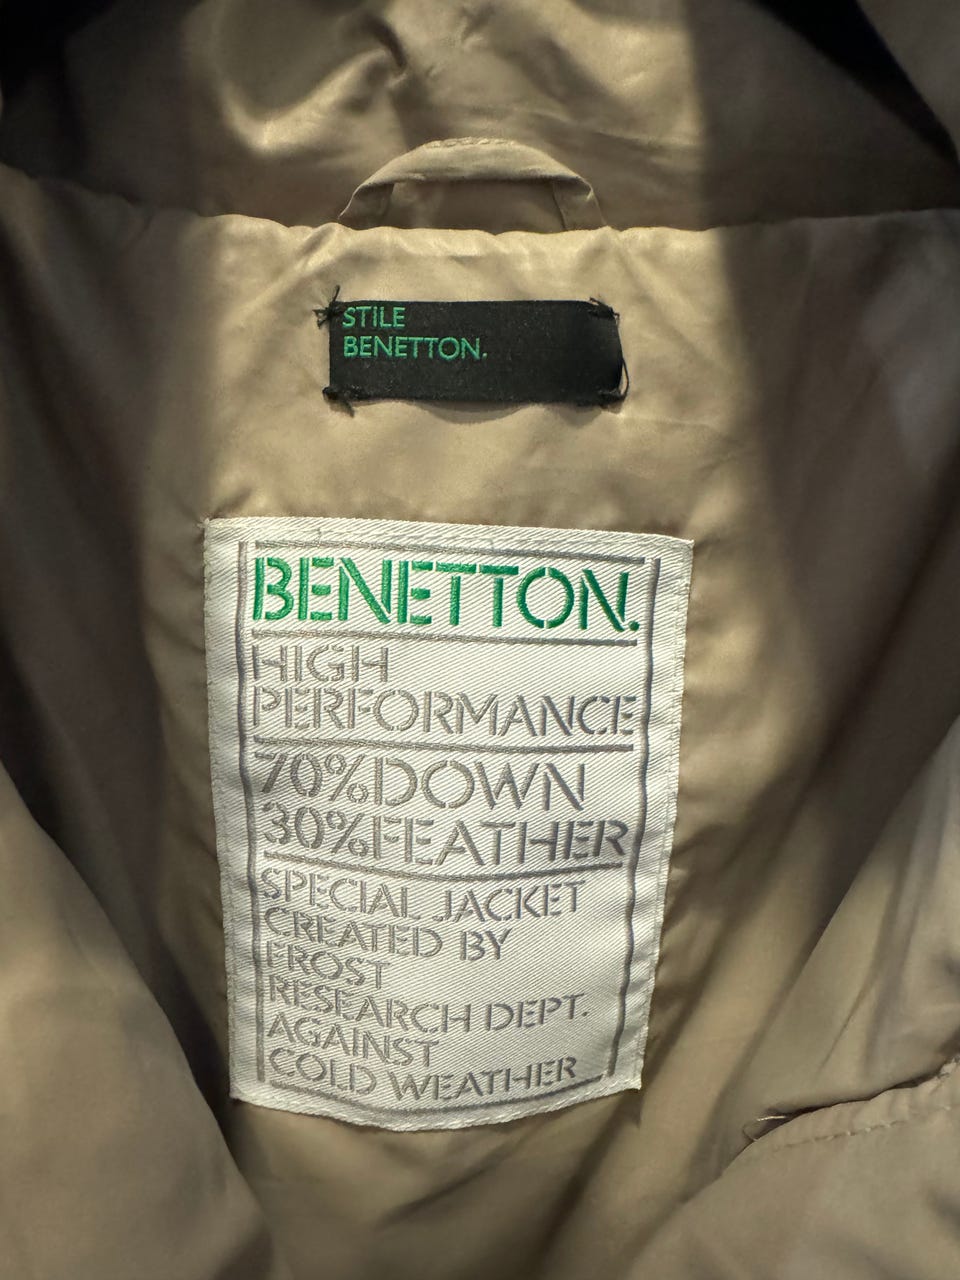 STILE
BENETTON.
BENETTON.
HIGH
PERFORMANCE
70%DOWN
30%FEATHER
SPECIAL JACKET
CREATED BY
FROST
RESEARCH DEPT.
AGAINST
COLD WEATHER